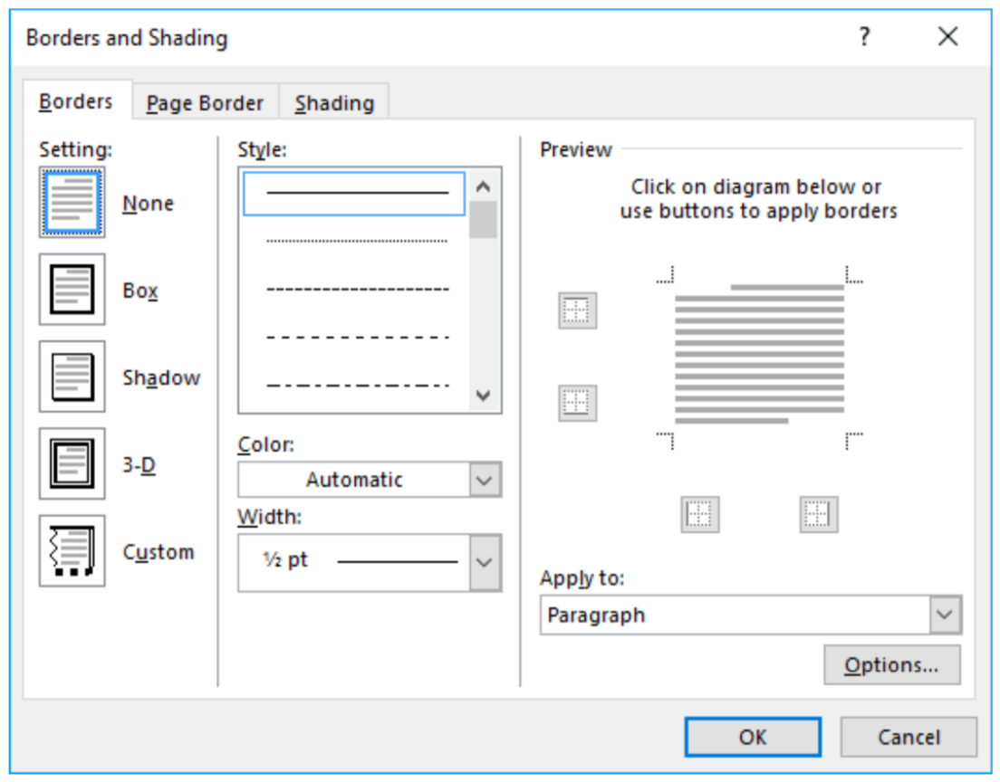 Borders and Shading
?
Borders
Page Border
Shading
Setting:
None
Box
Shadow
3-D
Custom
Style:
Color:
Automatic
Width:
½ pt
Preview
Click on diagram below or
use buttons to apply borders
Apply to:
Paragraph
Options...
OK
Cancel